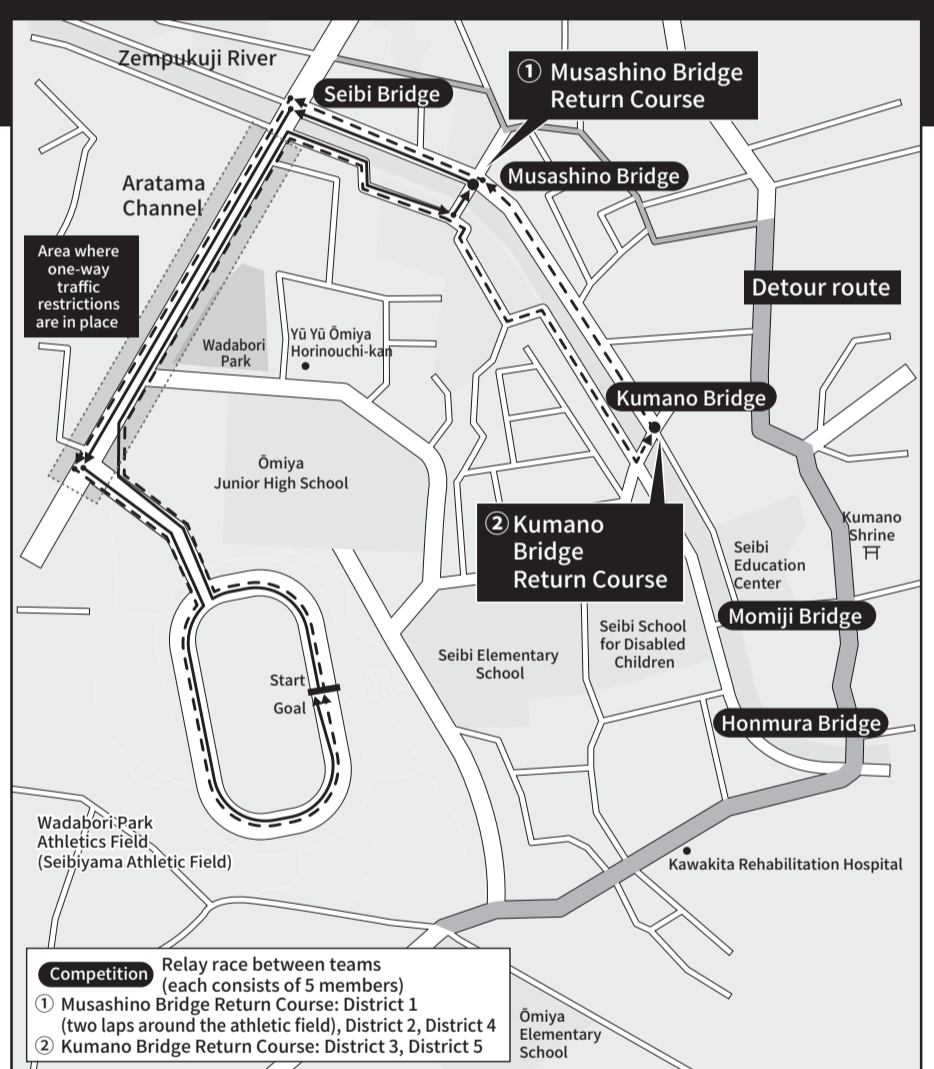 Zempukuji River
Seibi Bridge
① Musashino Bridge
Return Course
Musashino Bridge
Aratama
Channel
Area where
one-way
traffic
restrictions
are in place
Detour route
Wadabori
Park
Yū Yū Ōmiya
Horinouchi-kan
Kumano Bridge
Ōmiya
Junior High School
② Kumano
Bridge
Return Course
Kumano
Shrine
Seibi
Education
Center
Momiji Bridge
Seibi School
for Disabled
Children
Seibi Elementary
School
Start
Goal
Honmura Bridge
Wadabori Park
Athletics Field
(Seibiyama Athletic Field)
Kawakita Rehabilitation Hospital
Competition Relay race between teams
(each consists of 5 members)
① Musashino Bridge Return Course: District 1
(two laps around the athletic field), District 2, District 4
② Kumano Bridge Return Course: District 3, District 5
Ōmiya
Elementary
School